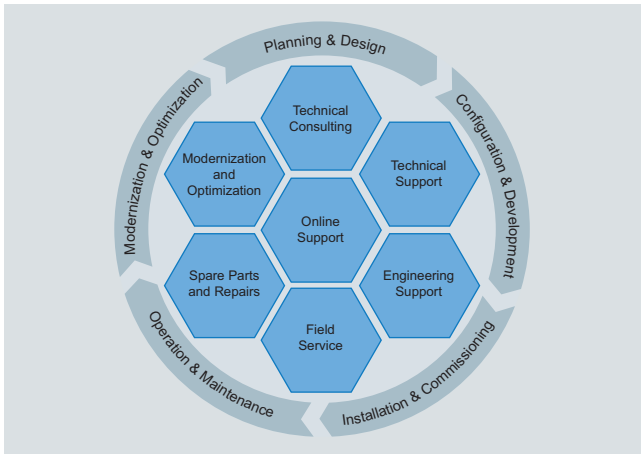 Planning & Design
Configuration & Development
Installation & Commissioning
Operation & Maintenance
Modernization & Optimization
Technical
Consulting
Technical
Support
Engineering
Support
Field
Service
Spare Parts
and Repairs
Modernization
and
Optimization
Online
Support